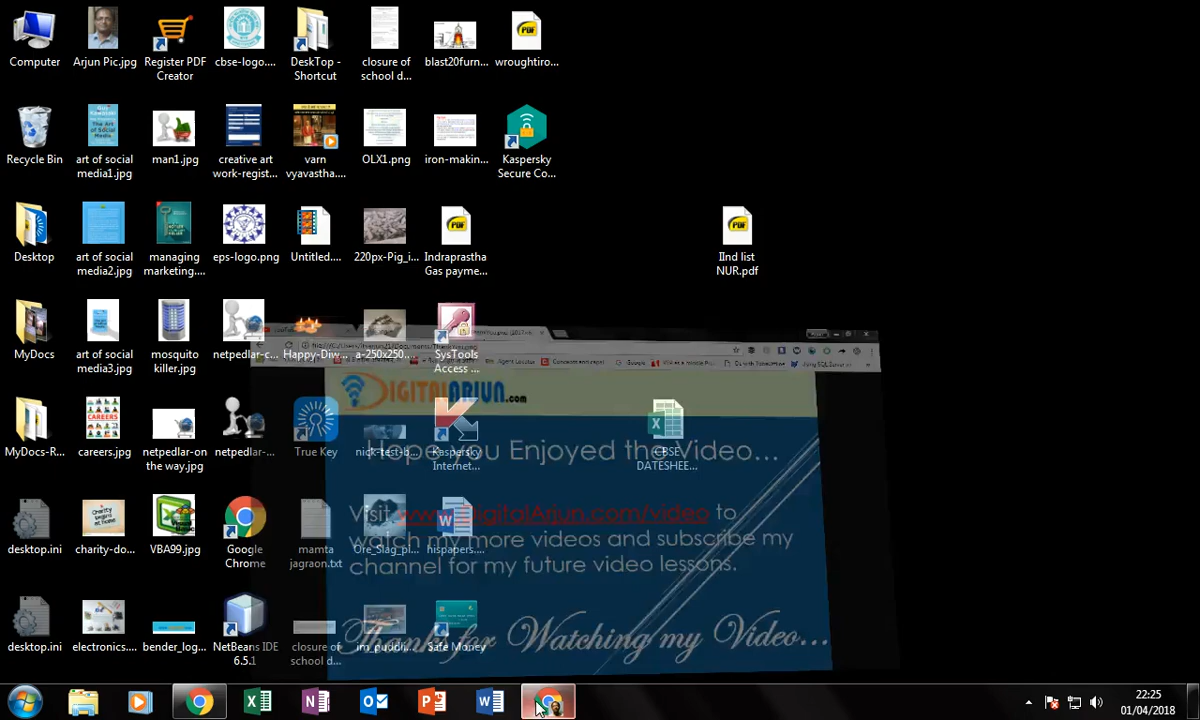 Computer
Arjun Pic.jpg
Register PDF
Creator
cbse-logo....
DeskTop -
Shortcut
closure of
school d...
blast20furn...
wroughtiro...
Recycle Bin
art of social
media1.jpg
man1.jpg
creative art
work-regist...
varn
vyavastha....
OLX1.png
iron-makin...
Kaspersky
Secure Co...
Desktop
art of social
media2.jpg
managing
marketing....
eps-logo.png
Untitled....
220px-Pig_i...
Indraprastha
Gas payme...
IInd list
NUR.pdf
MyDocs
art of social
media3.jpg
mosquito
killer.jpg
netpedlar-c...
Happy-Diw...
a-250x250....
SysTools
Access ...
DIGITALARJUN.com
MyDocs-R...
careers.jpg
netpedlar-on
the way.jpg
netpedlar-...
True Key
nick-test-b...
Kaspersky
Internet...
CBSE
DATESHEE...
Hope you Enjoyed the Video...
desktop.ini
charity-do...
VBA99.jpg
Google
Chrome
mamta
jagraon.txt
Ore_Slag_pi...
hispapers....
Visit www.DigitalArjun.com/video to
watch my more videos and subscribe my
channel for my future video lessons.
desktop.ini
electronics....
bender_log...
NetBeans IDE
6.5.1
closure of
school d...
im_puddli...
Safe Money
Thanks for Watching my Video...
22:25
01/04/2018